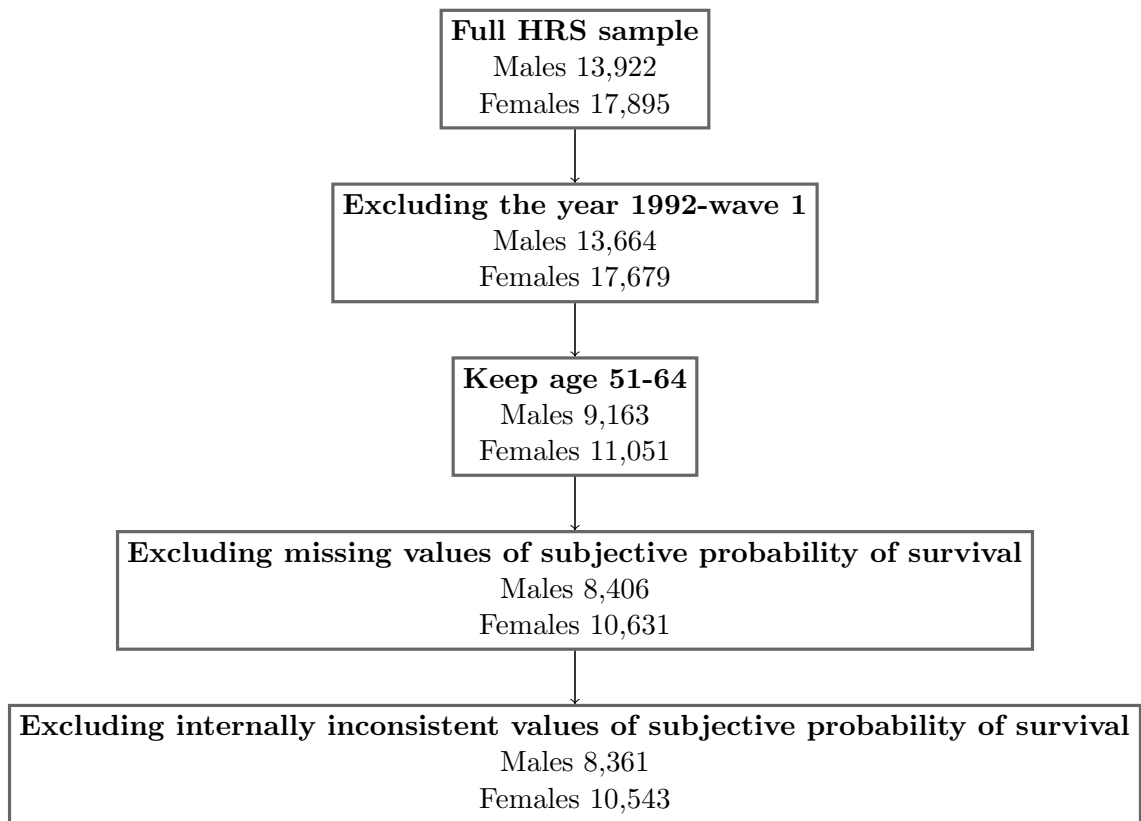 Full HRS sample
Males 13,922
Females 17,895
Excluding the year 1992-wave 1
Males 13,664
Females 17,679
Keep age 51-64
Males 9,163
Females 11,051
Excluding missing values of subjective probability of survival
Males 8,406
Females 10,631
Excluding internally inconsistent values of subjective probability of survival
Males 8,361
Females 10,543